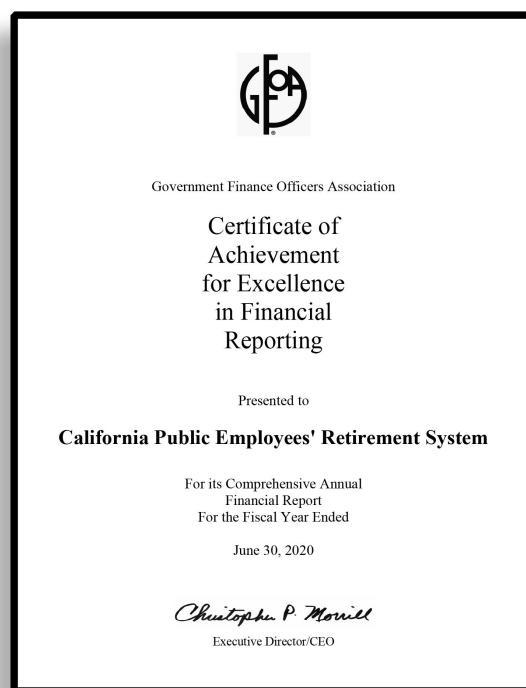 GFOA
®
Government Finance Officers Association
Certificate of
Achievement
for Excellence
in Financial
Reporting
Presented to
California Public Employees' Retirement System
For its Comprehensive Annual
Financial Report
For the Fiscal Year Ended
June 30, 2020
Christopher P. Morrill
Executive Director/CEO